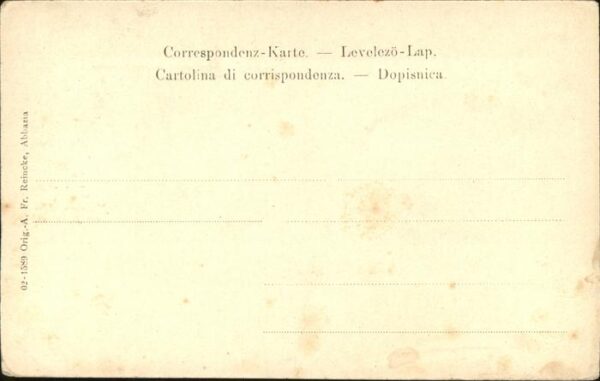 Correspondenz-Karte. — Levelezö-Lap.
Cartolina di corrispondenza. — Dopisnica.
02-1589 Orig.-A. Fr. Reincke, Abbazia